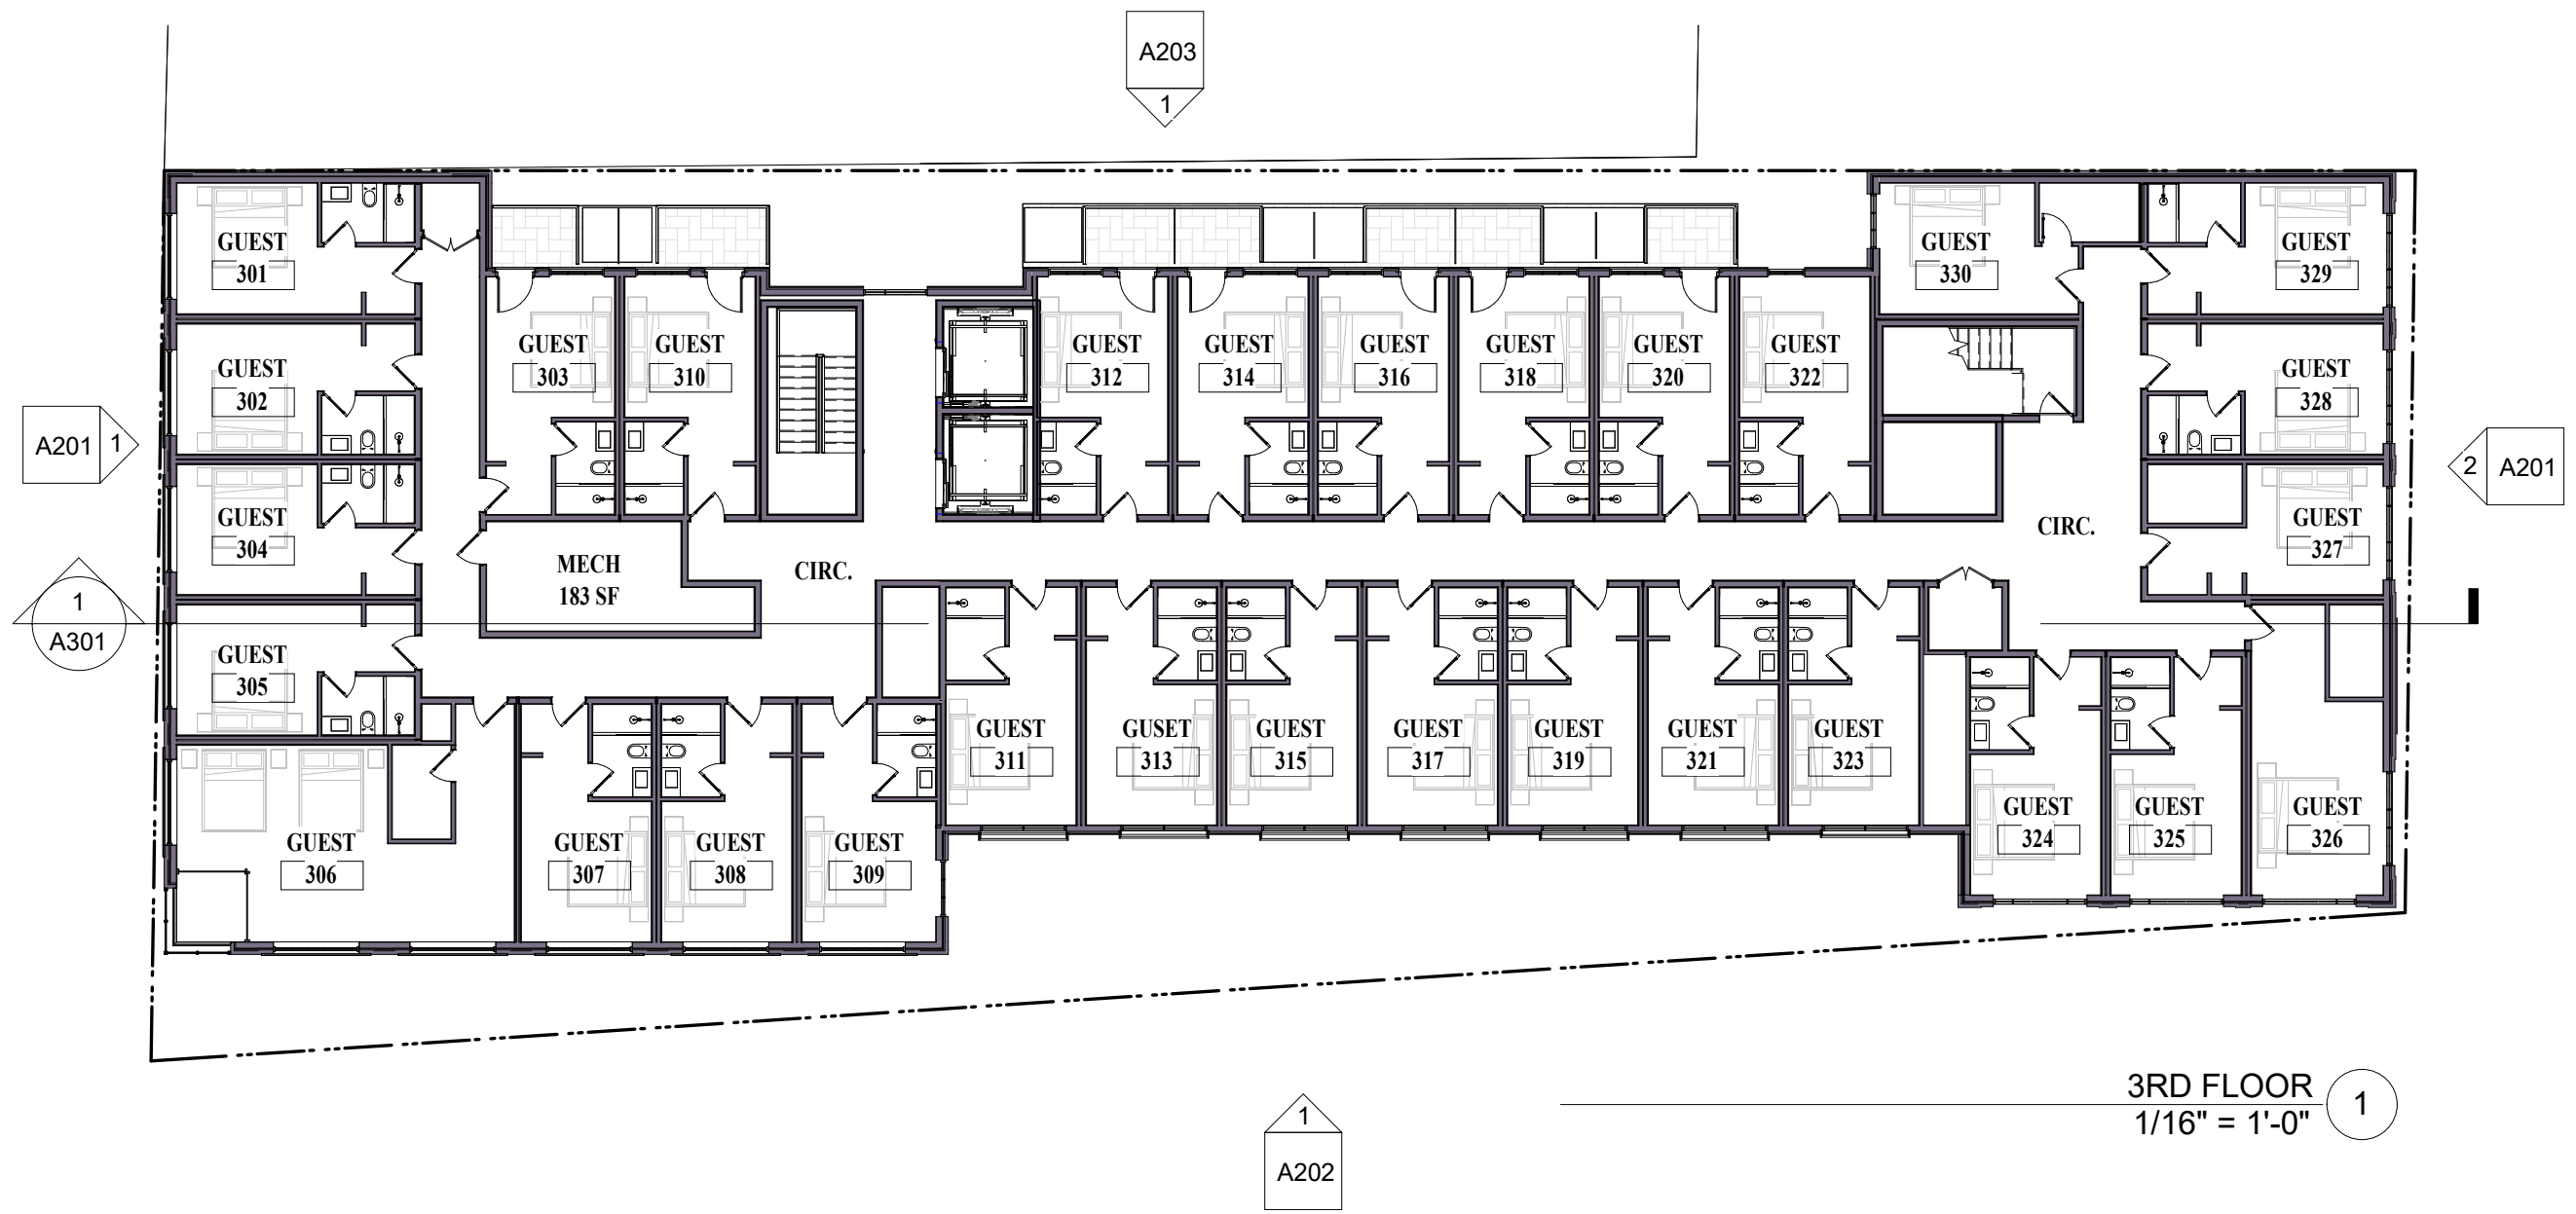 A203
1
GUEST
301
GUEST
330
GUEST
329
GUEST
302
GUEST
303
GUEST
310
GUEST
312
GUEST
314
GUEST
316
GUEST
318
GUEST
320
GUEST
322
GUEST
328
A201
1
2
A201
GUEST
304
GUEST
327
CIRC.
MECH
183 SF
CIRC.
1
A301
GUEST
305
GUEST
311
GUSET
313
GUEST
315
GUEST
317
GUEST
319
GUEST
321
GUEST
323
GUEST
306
GUEST
307
GUEST
308
GUEST
309
GUEST
324
GUEST
325
GUEST
326
3RD FLOOR
1/16" = 1'-0"
1
1
A202